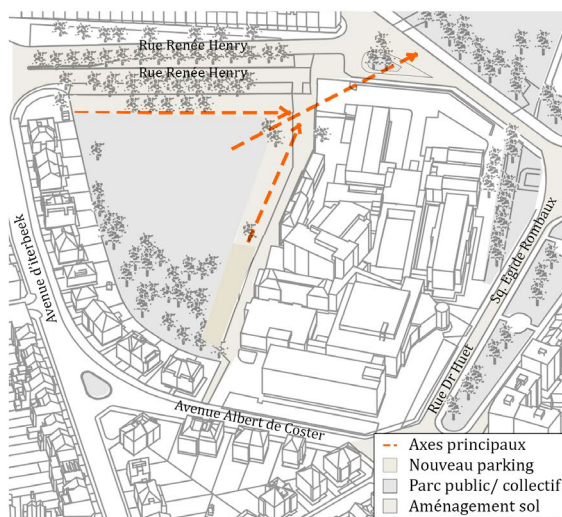 Rue Renée Henry
Rue Renée Henry
Avenue d'Iterbeek
Sq. Egide Rombaux
Rue Dr Huet
Avenue Albert de Coster
Axes principaux
Nouveau parking
Parc public/ collectif
Aménagement sol